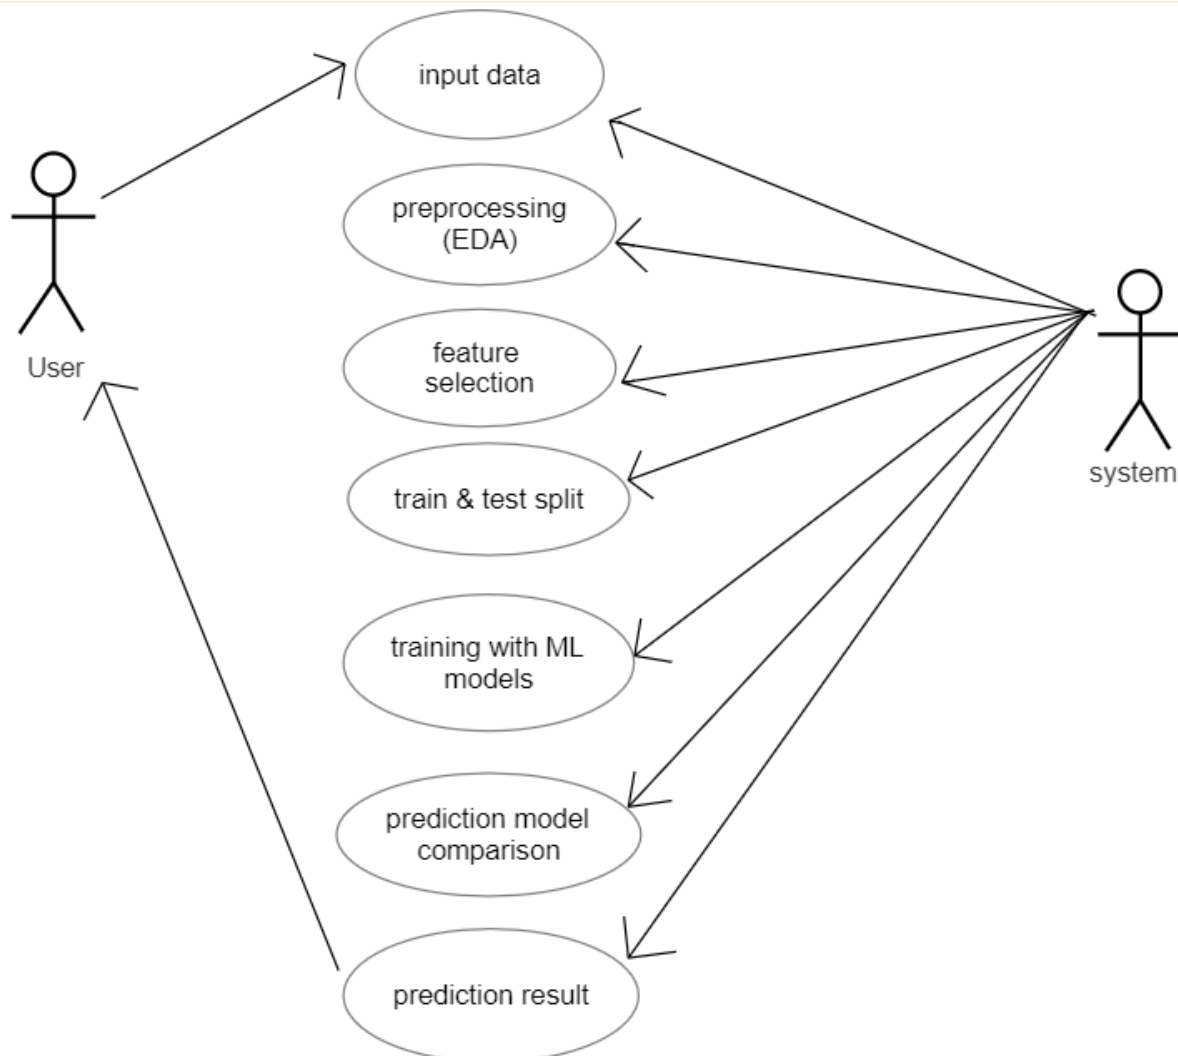 input data
preprocessing
(EDA)
feature
selection
User
train & test split
system
training with ML
models
prediction model
comparison
prediction result